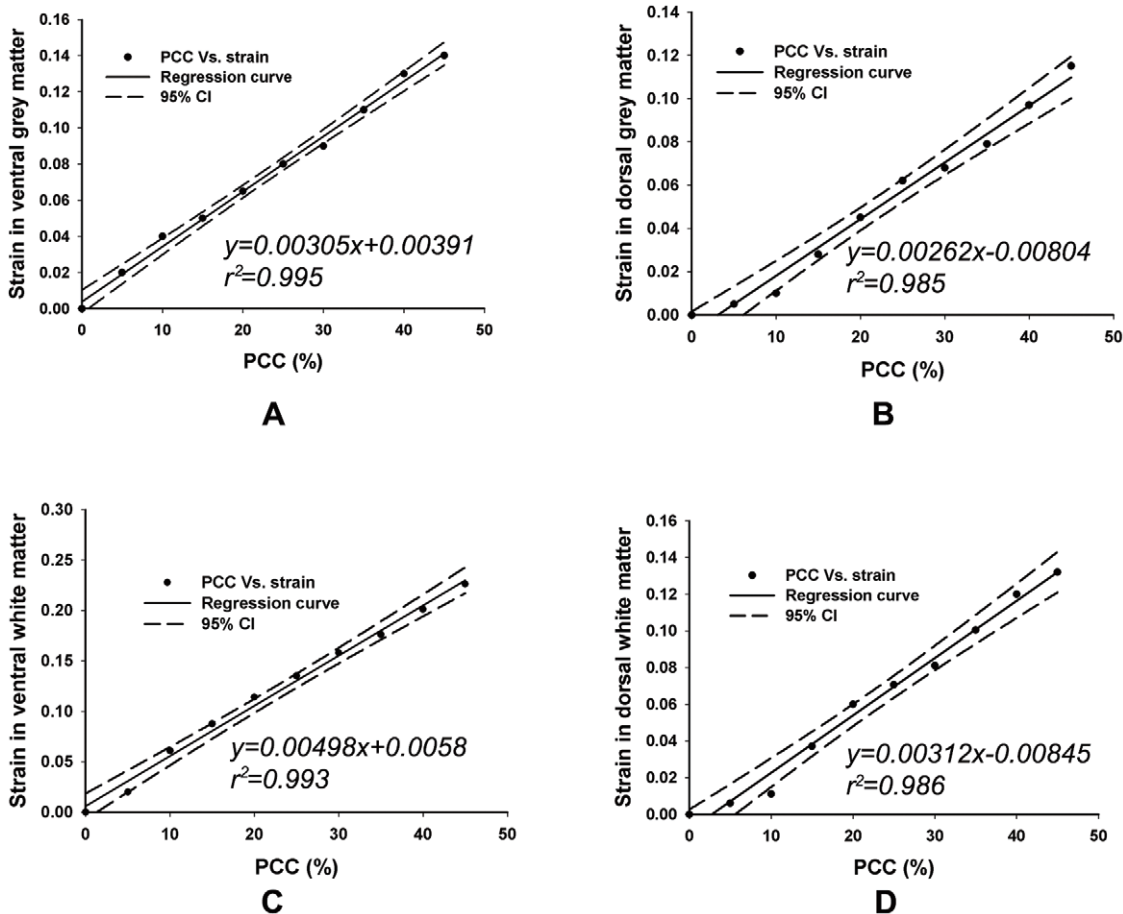 0.16
0.14
0.12
0.10
0.08
0.06
0.04
0.02
0.00
Strain in ventral grey matter
PCC Vs. strain
Regression curve
95% CI
y=0.00305x+0.00391
r²=0.995
0 10 20 30 40 50
PCC (%)
A
0.14
0.12
0.10
0.08
0.06
0.04
0.02
0.00
Strain in dorsal grey matter
PCC Vs. strain
Regression curve
95% CI
y=0.00262x-0.00804
r²=0.985
0 10 20 30 40 50
PCC (%)
B
0.30
0.25
0.20
0.15
0.10
0.05
0.00
Strain in ventral white matter
PCC Vs. strain
Regression curve
95% CI
y=0.00498x+0.0058
r²=0.993
0 10 20 30 40 50
PCC (%)
C
0.16
0.14
0.12
0.10
0.08
0.06
0.04
0.02
0.00
Strain in dorsal white matter
PCC Vs. strain
Regression curve
95% CI
y=0.00312x-0.00845
r²=0.986
0 10 20 30 40 50
PCC (%)
D